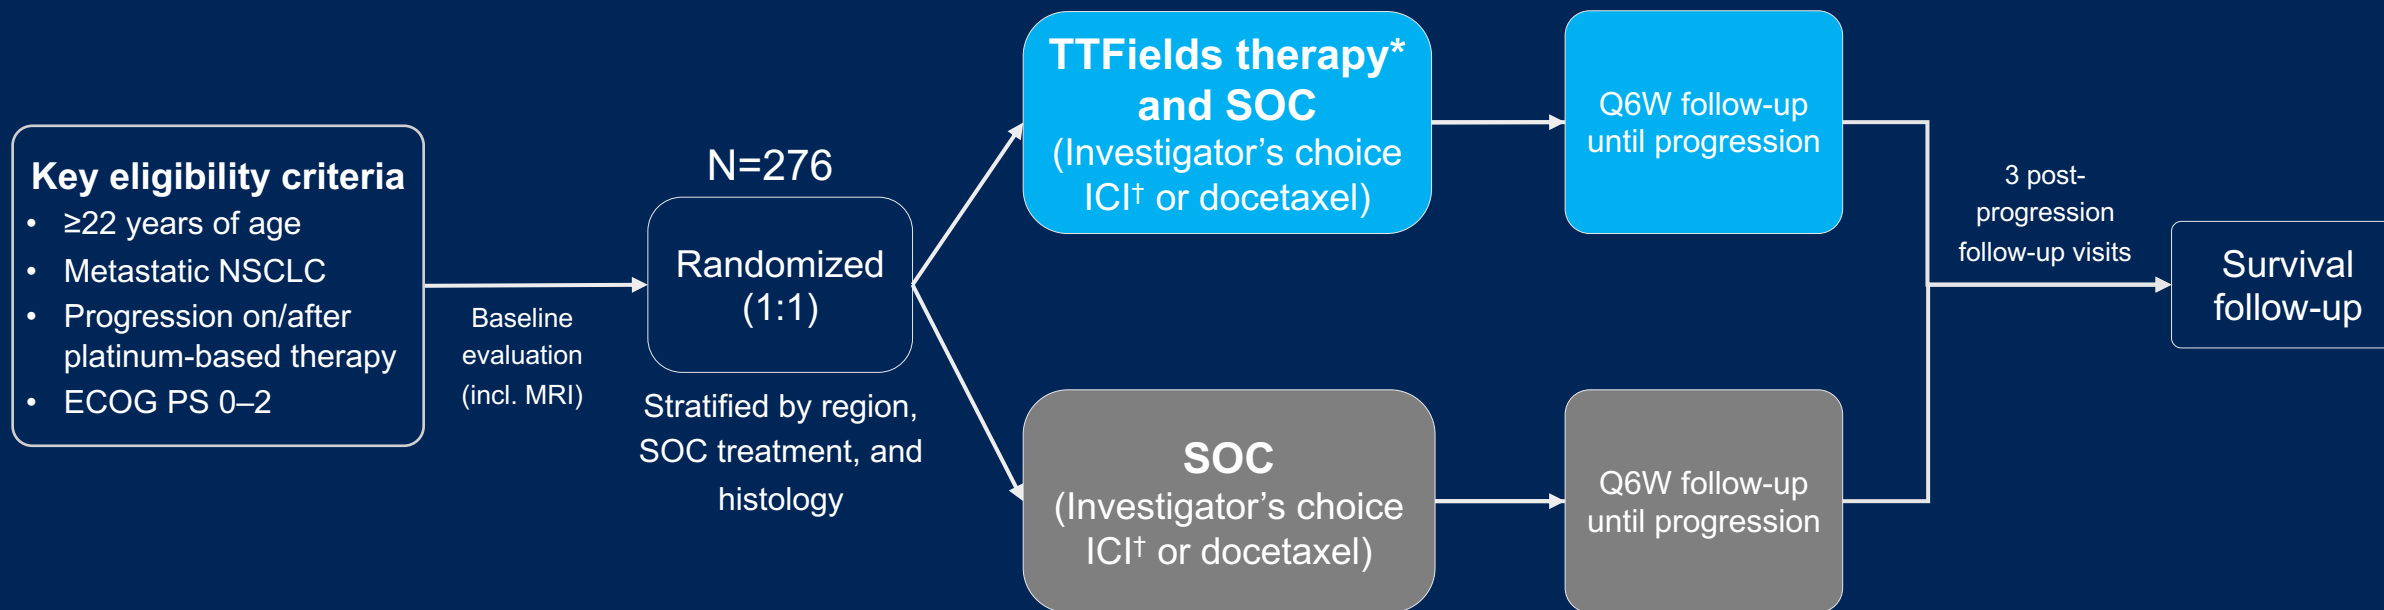 Key eligibility criteria
• ≥22 years of age
• Metastatic NSCLC
• Progression on/after
platinum-based therapy
• ECOG PS 0–2
Baseline
evaluation
(incl. MRI)
N=276
Randomized
(1:1)
Stratified by region,
SOC treatment, and
histology
TTFields therapy*
and SOC
(Investigator’s choice
ICI† or docetaxel)
Q6W follow-up
until progression
SOC
(Investigator’s choice
ICI† or docetaxel)
Q6W follow-up
until progression
3 post-
progression
follow-up visits
Survival
follow-up